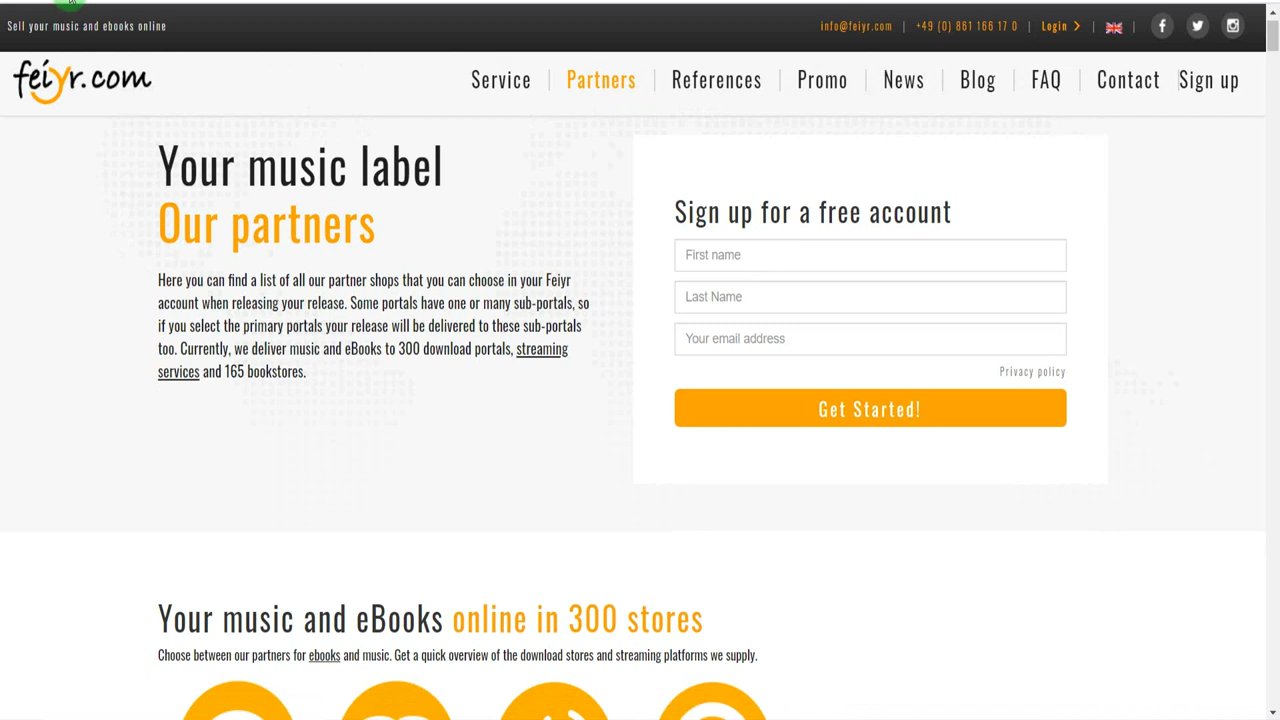 Sell your music and ebooks online
info@feiyr.com | +49 (0) 861 166 17 0 | Login
feiyr.com
Service | Partners | References | Promo | News | Blog | FAQ | Contact | Sign up
Your music label
Our partners
Here you can find a list of all our partner shops that you can choose in your Feiyr
account when releasing your release. Some portals have one or many sub-portals, so
if you select the primary portals your release will be delivered to these sub-portals
too. Currently, we deliver music and eBooks to 300 download portals, streaming
services and 165 bookstores.
Sign up for a free account
First name
Last Name
Your email address
Privacy policy
Get Started!
Your music and eBooks online in 300 stores
Choose between our partners for ebooks and music. Get a quick overview of the download stores and streaming platforms we supply.